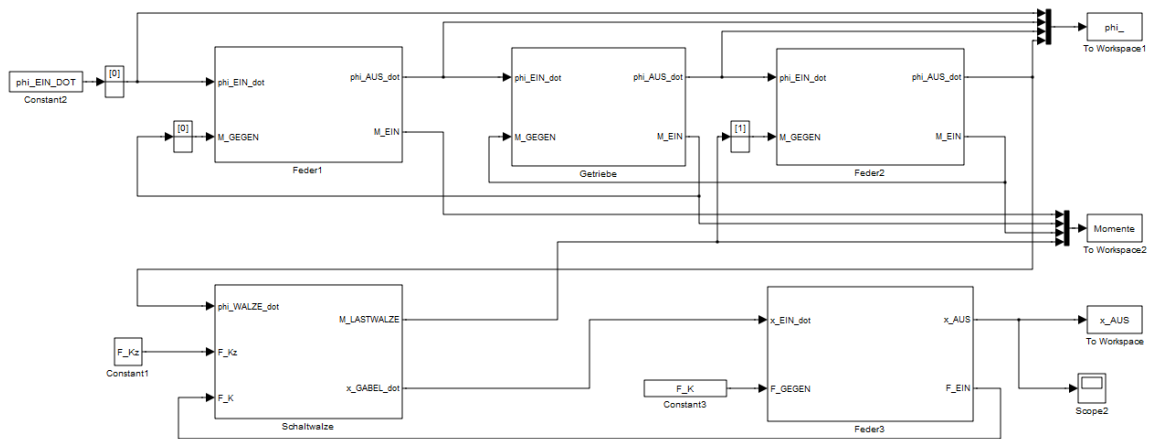 phi_
To Workspace1
phi_EIN_DOT
Constant2
[0]
phi_EIN_dot
phi_AUS_dot
[0]
M_GEGEN
M_EIN
Feder1
phi_EIN_dot
phi_AUS_dot
M_GEGEN
M_EIN
Getriebe
phi_EIN_dot
phi_AUS_dot
[1]
M_GEGEN
M_EIN
Feder2
Momente
To Workspace2
phi_WALZE_dot
M_LASTWALZE
F_Kz
Constant1
F_Kz
x_GABEL_dot
F_K
Schaltwalze
F_K
Constant3
x_EIN_dot
x_AUS
F_GEGEN
F_EIN
Feder3
x_AUS
To Workspace
Scope2